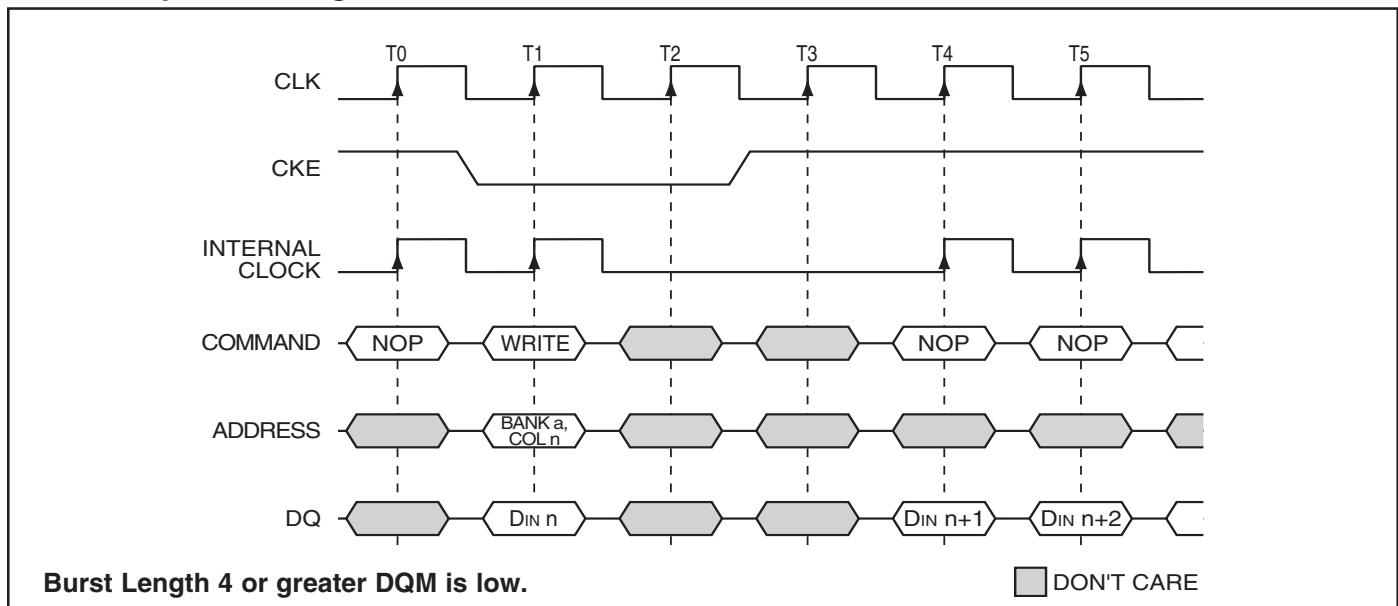 T0 T1 T2 T3 T4 T5
CLK
CKE
INTERNAL
CLOCK
COMMAND NOP WRITE NOP NOP
ADDRESS BANK a,
COL n
DQ DIN n DIN n+1 DIN n+2
Burst Length 4 or greater DQM is low. DON'T CARE